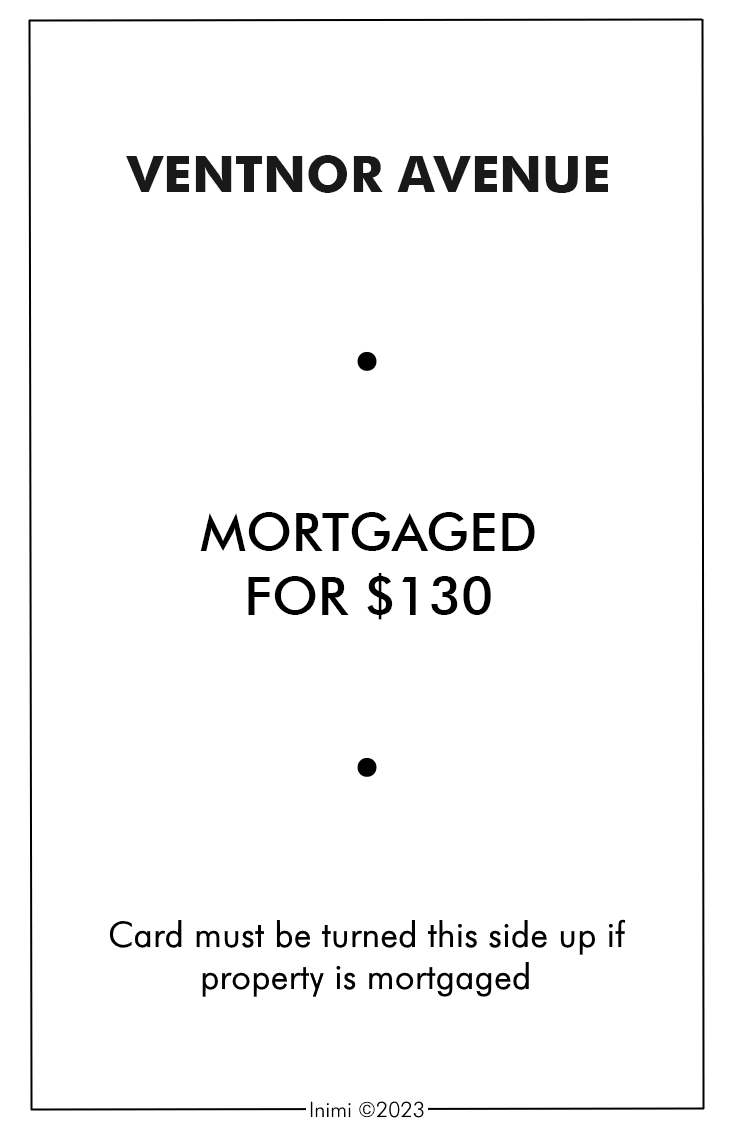 VENTNOR AVENUE
MORTGAGED
FOR $130
Card must be turned this side up if
property is mortgaged
Inimi ©2023